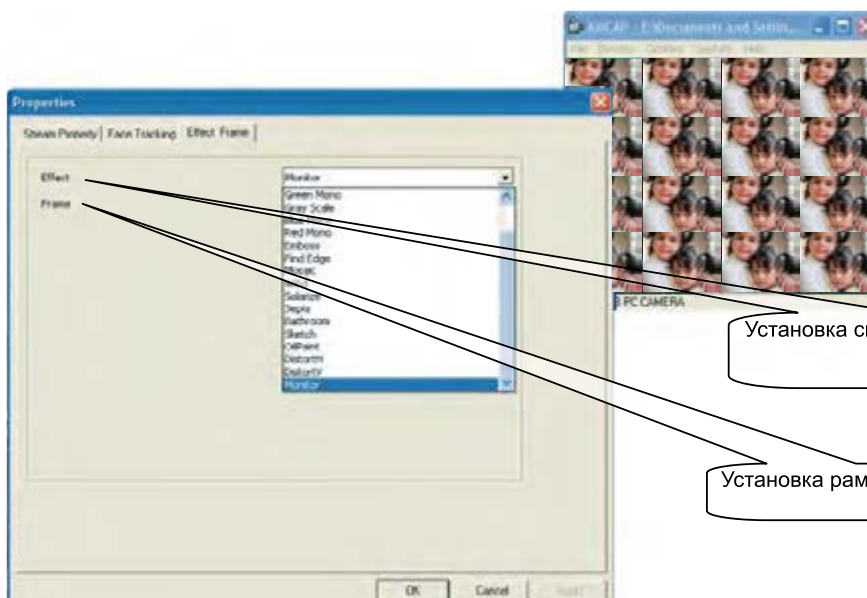 AMCAP - E:\Documents and Settin...
File Devices Options Capture Help
Properties
Stream Property Face Tracking Effect Frame
Effect
Monitor
Green Mono
Gray Scale
Red Mono
Emboss
Find Edge
Mosaic
Solarize
Sepia
Bathroom
Sketch
OilPaint
DistortH
DistortV
Monitor
Frame
PC CAMERA
Установка
Установка
OK Cancel Apply